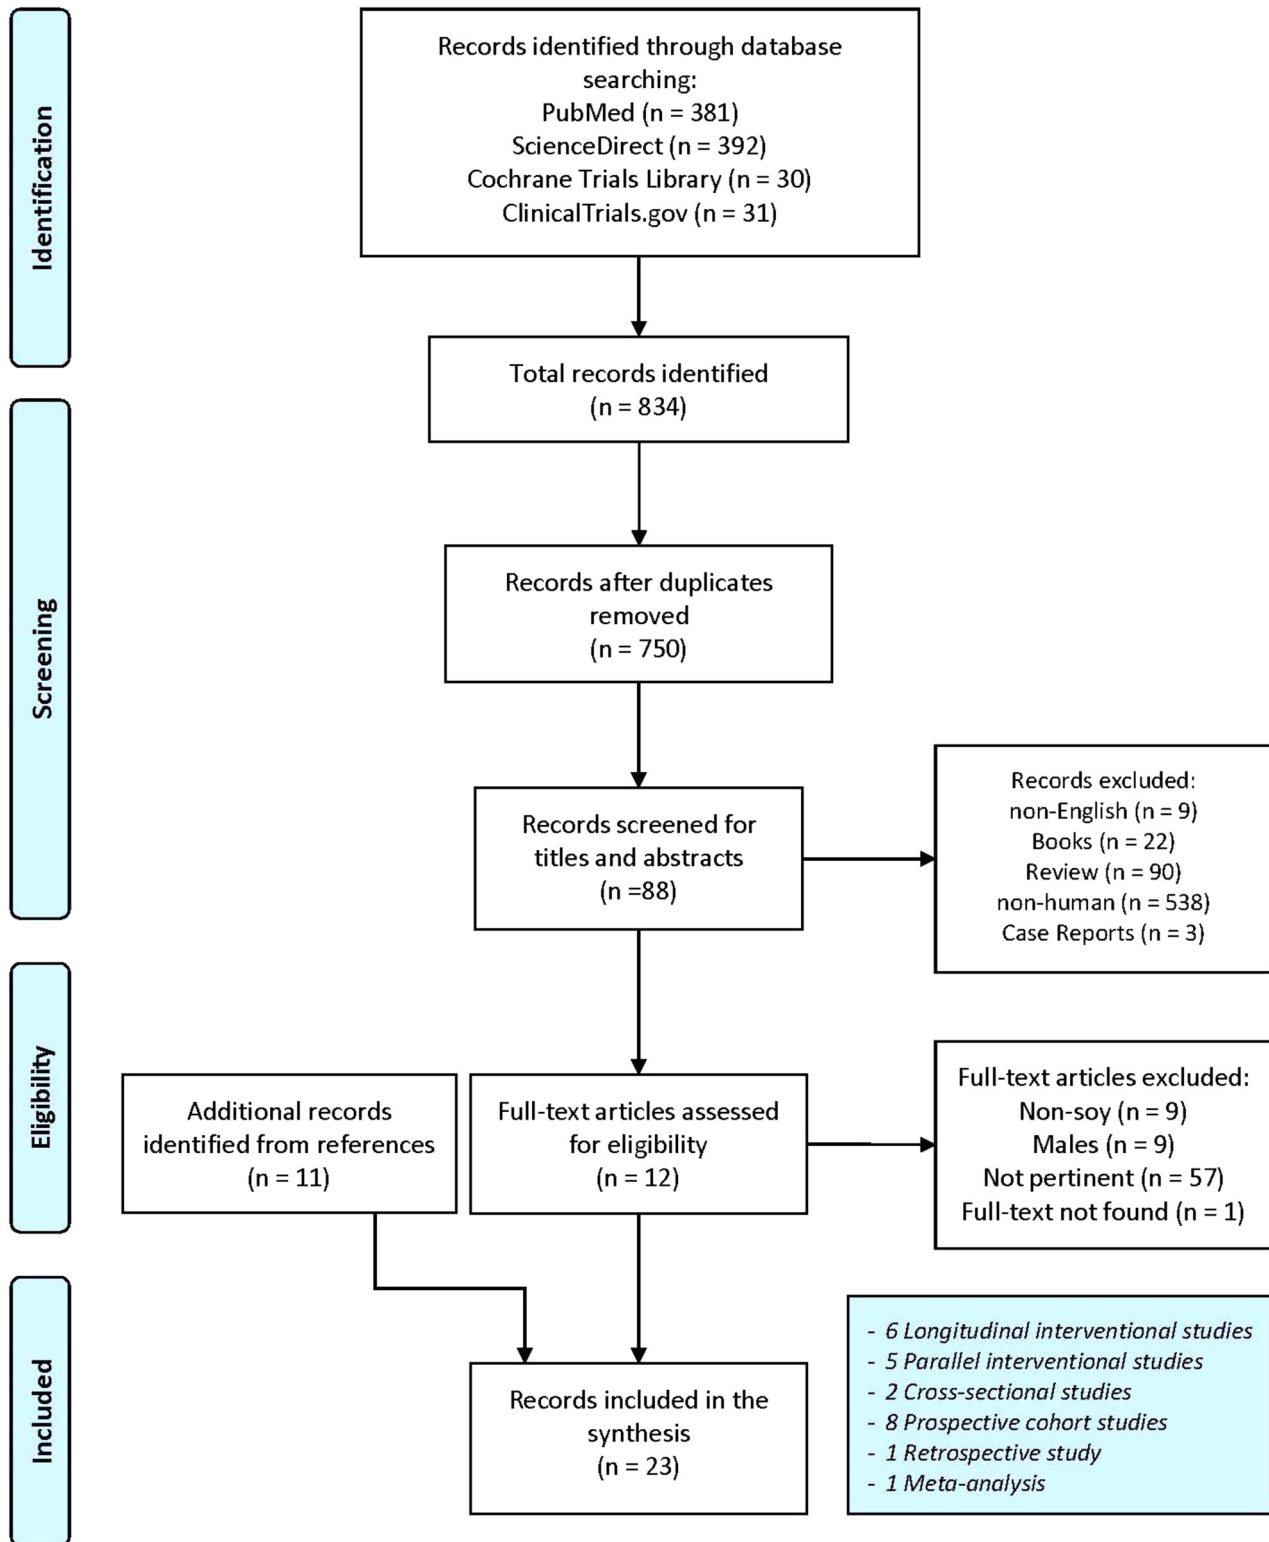 Identification
Records identified through database
searching:
PubMed (n = 381)
ScienceDirect (n = 392)
Cochrane Trials Library (n = 30)
ClinicalTrials.gov (n = 31)
Total records identified
(n = 834)
Screening
Records after duplicates
removed
(n = 750)
Records screened for
titles and abstracts
(n =88)
Records excluded:
non-English (n = 9)
Books (n = 22)
Review (n = 90)
non-human (n = 538)
Case Reports (n = 3)
Eligibility
Additional records
identified from references
(n = 11)
Full-text articles assessed
for eligibility
(n = 12)
Full-text articles excluded:
Non-soy (n = 9)
Males (n = 9)
Not pertinent (n = 57)
Full-text not found (n = 1)
Included
Records included in the
synthesis
(n = 23)
- 6 Longitudinal interventional studies
- 5 Parallel interventional studies
- 2 Cross-sectional studies
- 8 Prospective cohort studies
- 1 Retrospective study
- 1 Meta-analysis